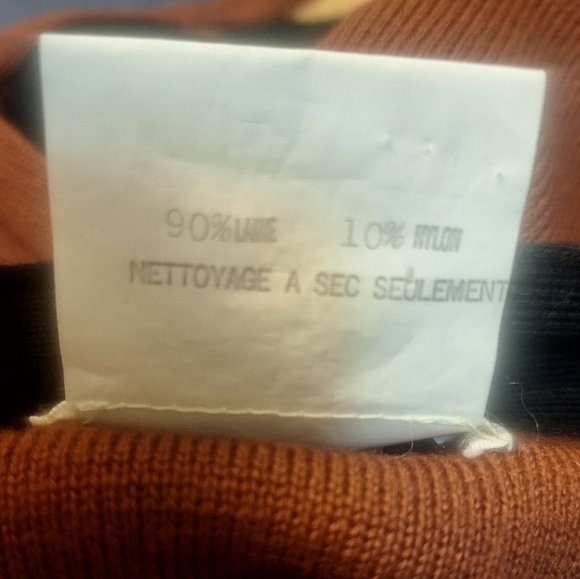 90% LAINE 10% NYLON
NETTOYAGE A SEC SEULEMENT